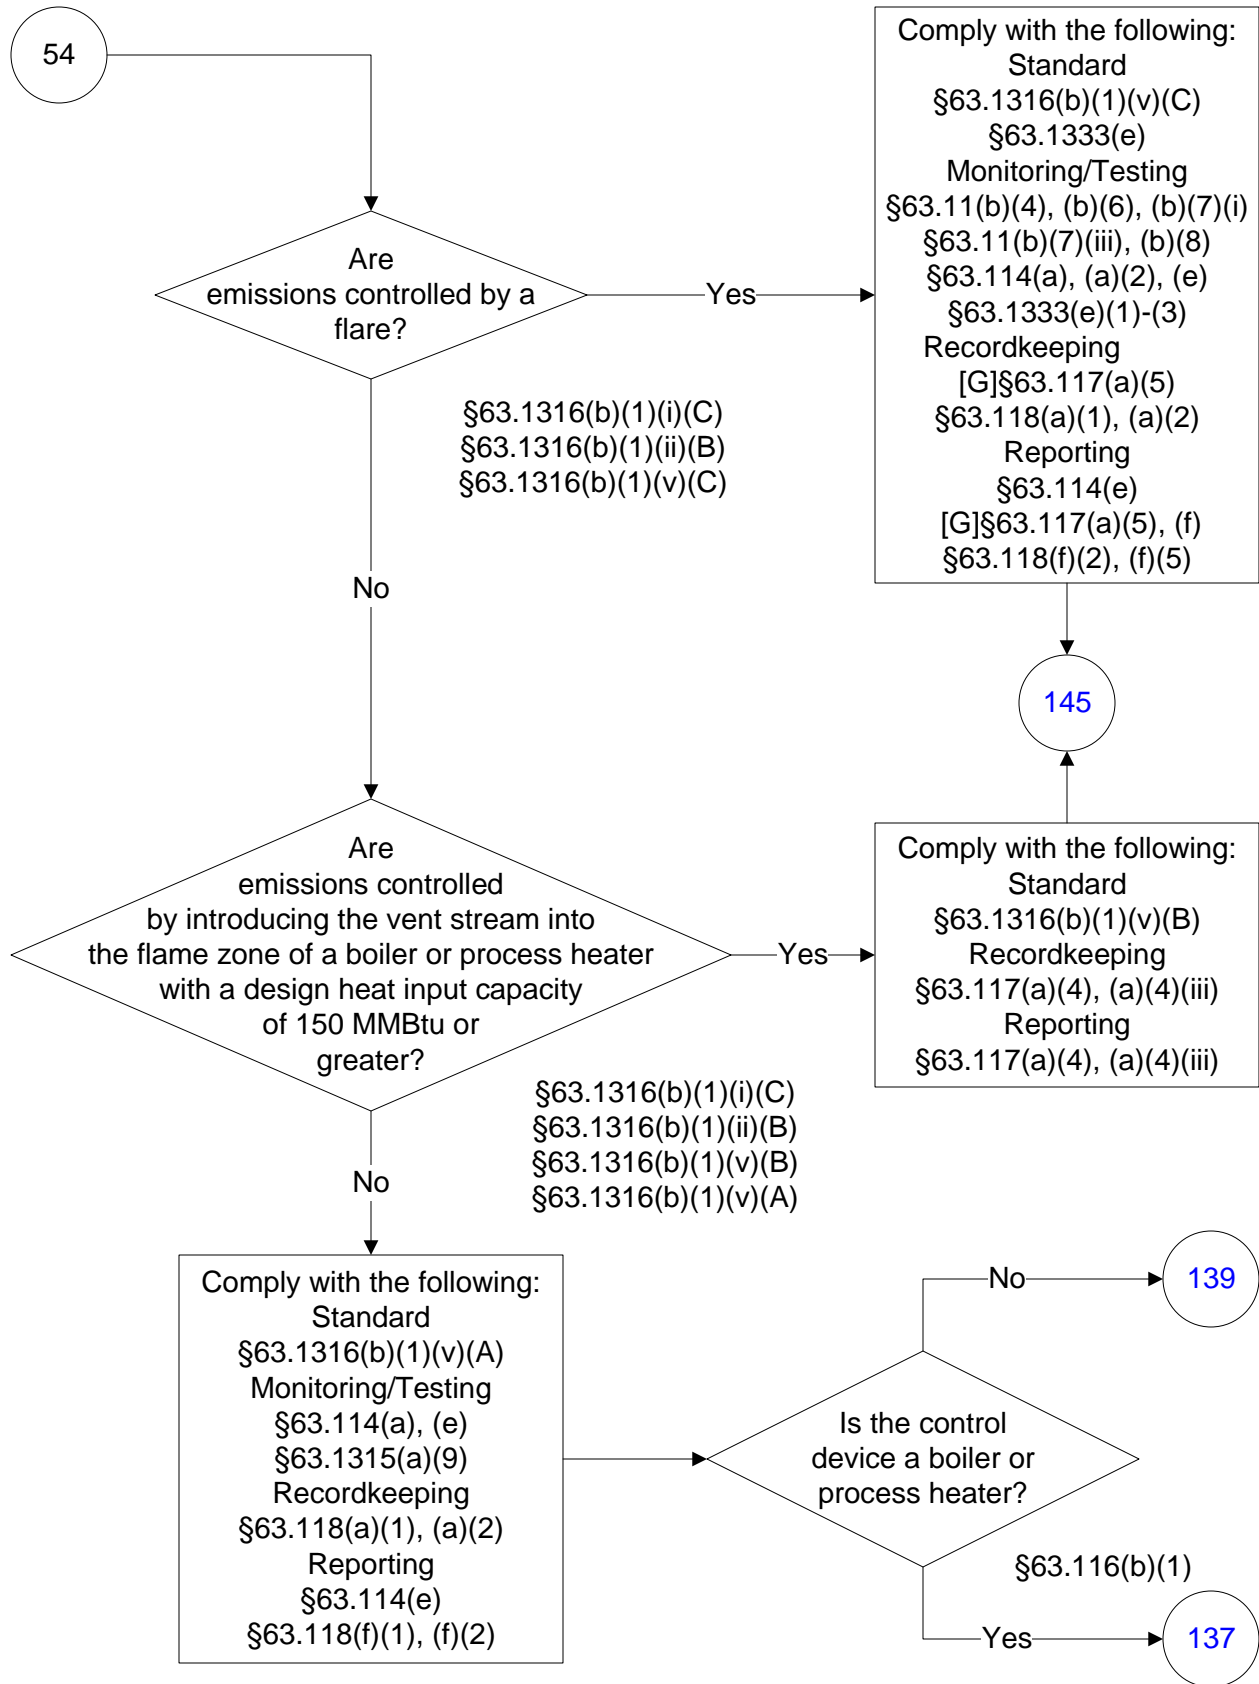 54
Are
emissions controlled by a
flare?
Yes
Comply with the following:
Standard
§63.1316(b)(1)(v)(C)
§63.1333(e)
Monitoring/Testing
§63.11(b)(4), (b)(6), (b)(7)(i)
§63.11(b)(7)(iii), (b)(8)
§63.114(a), (a)(2), (e)
§63.1333(e)(1)-(3)
Recordkeeping
[G]§63.117(a)(5)
§63.118(a)(1), (a)(2)
Reporting
§63.114(e)
[G]§63.117(a)(5), (f)
§63.118(f)(2), (f)(5)
§63.1316(b)(1)(i)(C)
§63.1316(b)(1)(ii)(B)
§63.1316(b)(1)(v)(C)
No
145
Are
emissions controlled
by introducing the vent stream into
the flame zone of a boiler or process heater
with a design heat input capacity
of 150 MMBtu or
greater?
Yes
Comply with the following:
Standard
§63.1316(b)(1)(v)(B)
Recordkeeping
§63.117(a)(4), (a)(4)(iii)
Reporting
§63.117(a)(4), (a)(4)(iii)
§63.1316(b)(1)(i)(C)
§63.1316(b)(1)(ii)(B)
§63.1316(b)(1)(v)(B)
§63.1316(b)(1)(v)(A)
No
Comply with the following:
Standard
§63.1316(b)(1)(v)(A)
Monitoring/Testing
§63.114(a), (e)
§63.1315(a)(9)
Recordkeeping
§63.118(a)(1), (a)(2)
Reporting
§63.114(e)
§63.118(f)(1), (f)(2)
No
139
Is the control
device a boiler or
process heater?
§63.116(b)(1)
Yes
137